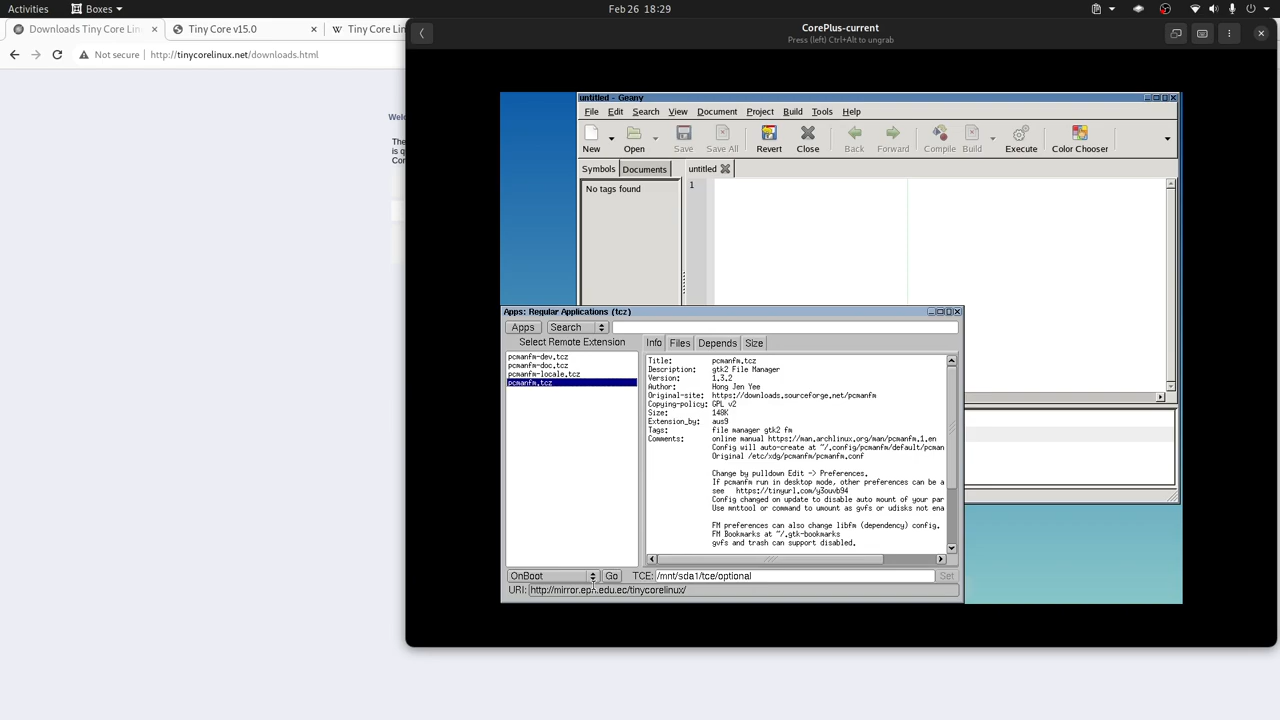 Activities
Boxes
Feb 26 18:29
Downloads Tiny Core Lin
Tiny Core v15.0
Tiny Core Lin
Not secure
http://tinycorelinux.net/downloads.html
CorePlus-current
Press (left) Ctrl+Alt to ungrab
Welc
The
is q
Cor
untitled - Geany
File Edit Search View Document Project Build Tools Help
New Open Save Save All Revert Close Back Forward Compile Build Execute Color Chooser
Symbols Documents
untitled
No tags found
1
Apps: Regular Applications (tcz)
Apps Search
Select Remote Extension
Info Files Depends Size
pcmanfm-dev.tcz
pcmanfm-doc.tcz
pcmanfm-locale.tcz
pcmanfm.tcz
Title: pcmanfm.tcz
Description: gtk2 File Manager
Version: 1.3.2
Author: Hong Jen Yee
Original-site: https://downloads.sourceforge.net/pcmanfm
Copying-policy: GPL v2
Size: 148K
Extension_by: aus9
Tags: file manager gtk2 fm
Comments: online manual https://man.archlinux.org/man/pcmanfm.1.en
Config will auto-create at ~/.config/pcmanfm/default/pcman
Original /etc/xdg/pcmanfm/pcmanfm.conf
Change by pulldown Edit -> Preferences.
If pcmanfm run in desktop mode, other preferences can be a
see https://tinyurl.com/y3ouvb94
Config changed on update to disable auto mount of your par
Use mnttool or command to umount as gvfs or udisks not ena
FM preferences can also change libfm (dependency) config.
FM Bookmarks at ~/.gtk-bookmarks
gvfs and trash can support disabled.
OnBoot Go TCE: /mnt/sda1/tce/optional Set
URI: http://mirror.epn.edu.ec/tinycorelinux/